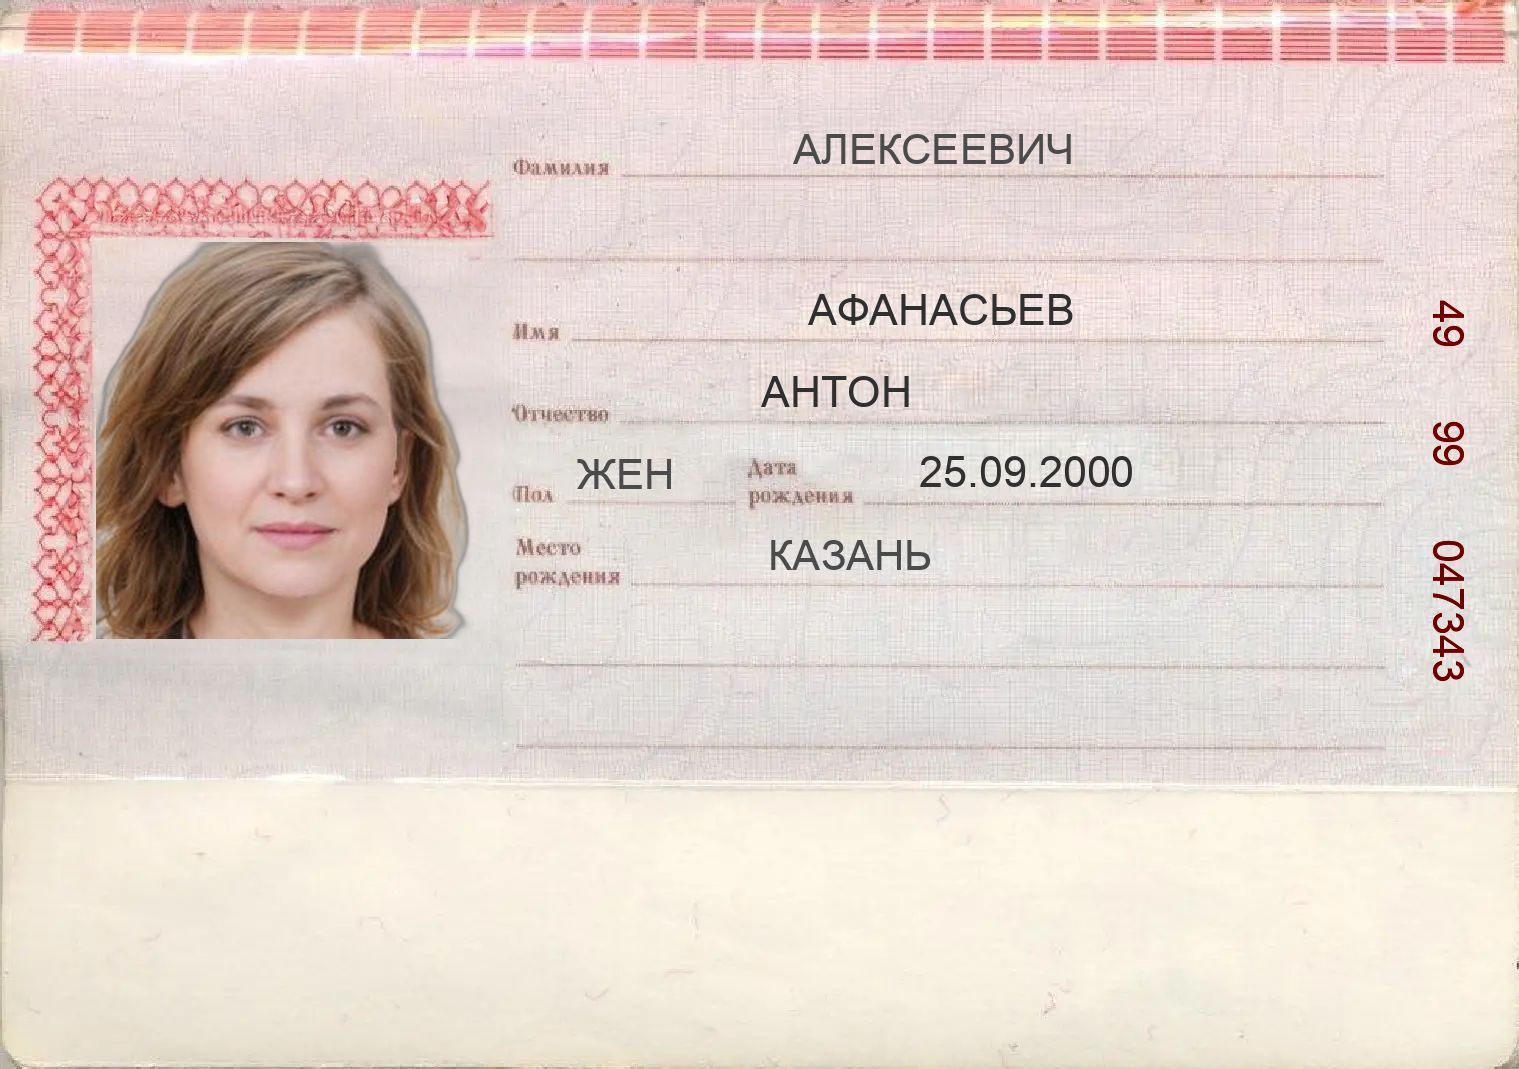 Фамилия АЛЕКСЕЕВИЧ
Имя АФАНАСЬЕВ
Отчество АНТОН
Пол ЖЕН Дата рождения 25.09.2000
Место рождения КАЗАНЬ
49 99 047343